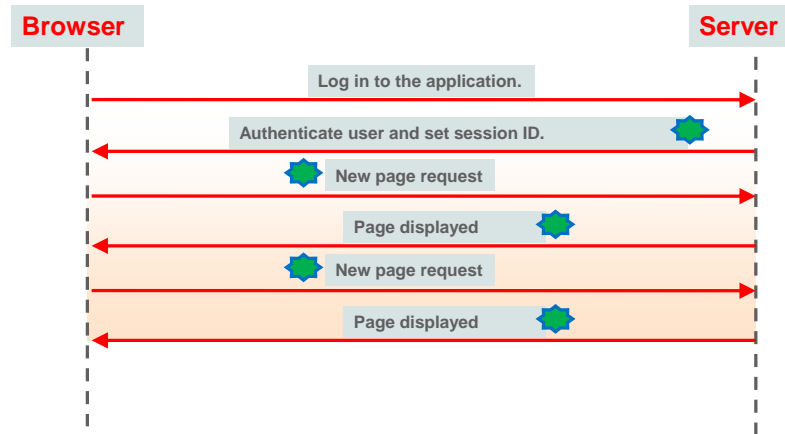 Browser
Server
Log in to the application.
Authenticate user and set session ID.
New page request
Page displayed
New page request
Page displayed